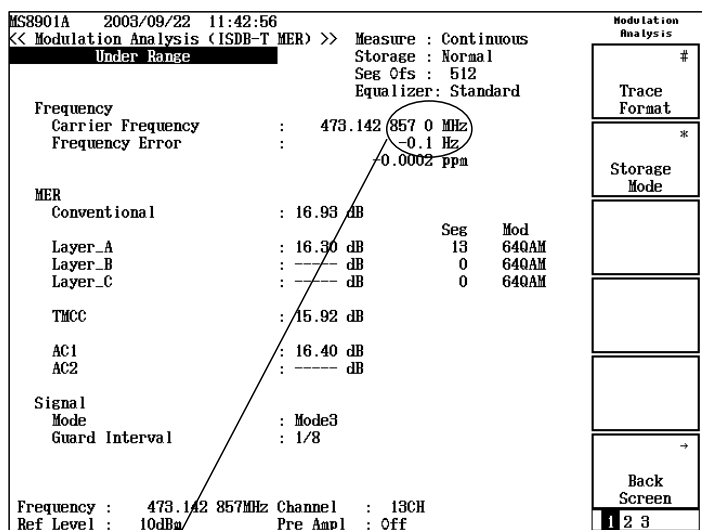 MS8901A 2003/09/22 11:42:56
<< Modulation Analysis (ISDB-T MER) >> Measure : Continuous
Under Range Storage : Normal
Seg Ofs : 512
Equalizer: Standard
Frequency
Carrier Frequency : 473.142 857 0 MHz
Frequency Error : -0.1 Hz
-0.0002 ppm
MER
Conventional : 16.93 dB
Seg Mod
Layer_A : 16.30 dB 13 64QAM
Layer_B : ----- dB 0 64QAM
Layer_C : ----- dB 0 64QAM
TMCC : 15.92 dB
AC1 : 16.40 dB
AC2 : ----- dB
Signal
Mode : Mode3
Guard Interval : 1/8
Frequency : 473.142 857MHz Channel : 13CH
Ref Level : 10dBm Pre Ampl : Off
Modulation
Analysis
#
Trace
Format
*
Storage
Mode
→
Back
Screen
1 2 3